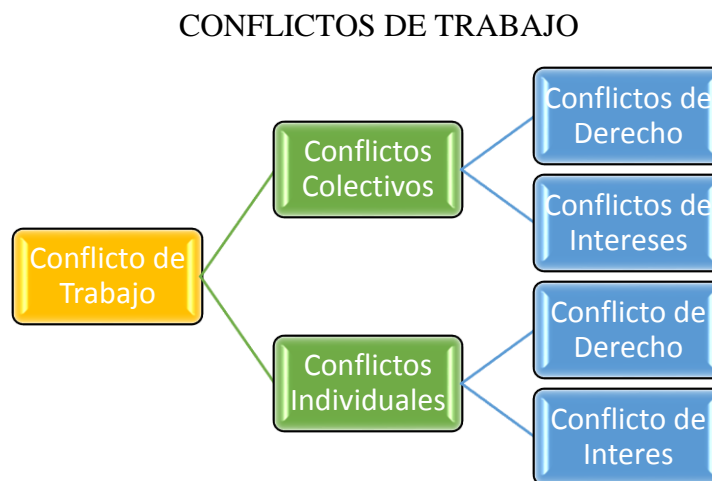 CONFLICTOS DE TRABAJO
Conflicto de
Trabajo
Conflictos
Colectivos
Conflictos de
Derecho
Conflictos de
Intereses
Conflictos
Individuales
Conflicto de
Derecho
Conflicto de
Interes